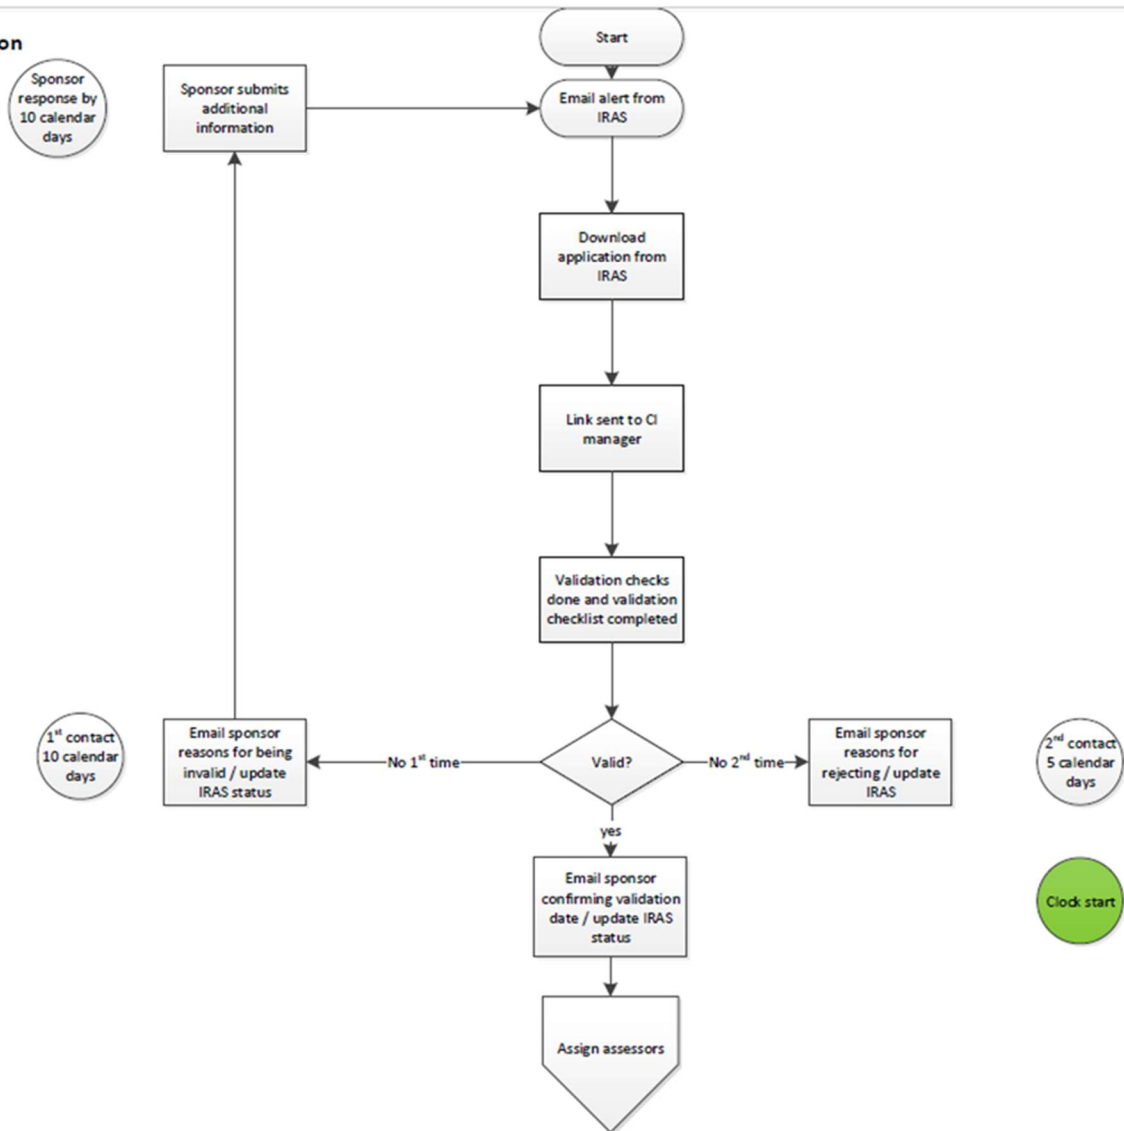 on
Start
Sponsor
response by
10 calendar
days
Sponsor submits
additional
information
Email alert from
IRAS
Download
application from
IRAS
Link sent to CI
manager
Validation checks
done and validation
checklist completed
1st contact
10 calendar
days
Email sponsor
reasons for being
invalid / update
IRAS status
No 1st time
Valid?
No 2nd time
Email sponsor
reasons for
rejecting / update
IRAS
2nd contact
5 calendar
days
yes
Email sponsor
confirming validation
date / update IRAS
status
Clock start
Assign assessors